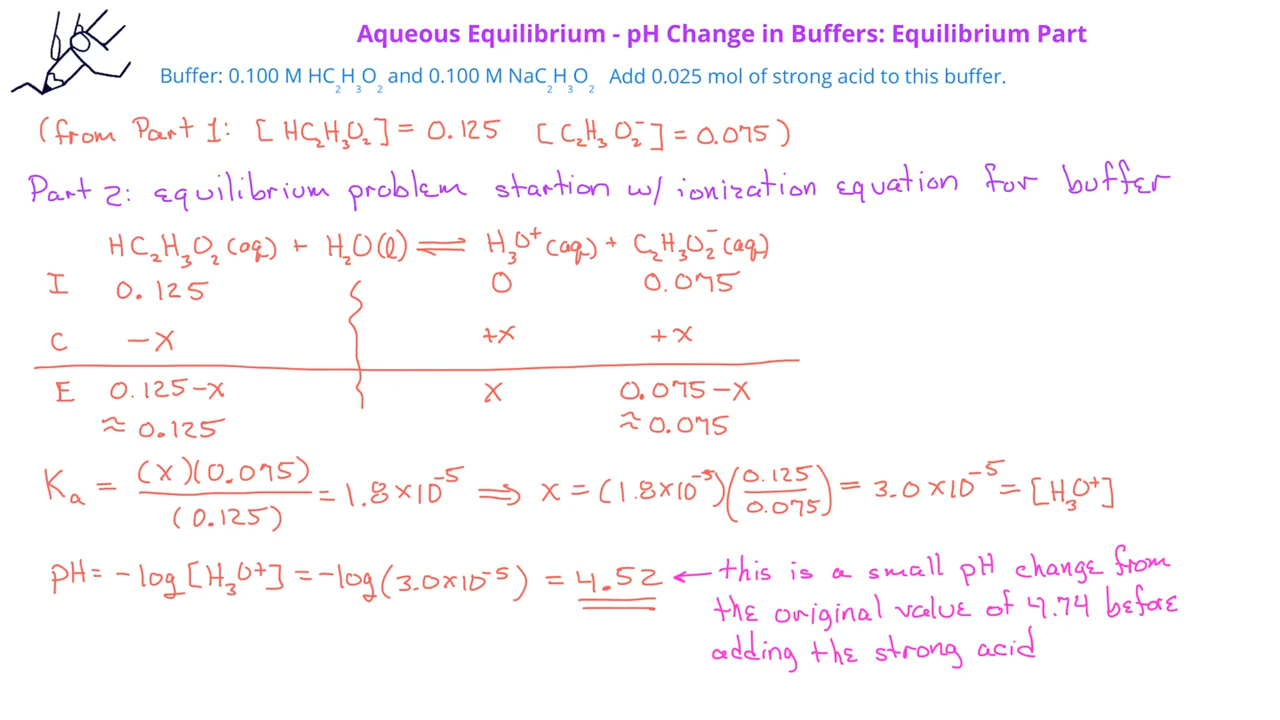 Aqueous Equilibrium - pH Change in Buffers: Equilibrium Part
Buffer: 0.100 M HC₂H₃O₂ and 0.100 M NaC₂H₃O₂ Add 0.025 mol of strong acid to this buffer.
(from Part 1: [HC₂H₃O₂] = 0.125 [C₂H₃O₂⁻] = 0.075)
Part 2: equilibrium problem startion w/ ionization equation for buffer
HC₂H₃O₂(aq) + H₂O(l) ⇌ H₃O⁺(aq) + C₂H₃O₂⁻(aq)
I 0.125 0 0.075
C -x +x +x
E 0.125-x x 0.075-x
≈ 0.125 ≈ 0.075
Ka = (x)(0.075)/(0.125) = 1.8×10⁻⁵ ⇒ x = (1.8×10⁻⁵)(0.125/0.075) = 3.0×10⁻⁵ = [H₃O⁺]
pH = -log[H₃O⁺] = -log(3.0×10⁻⁵) = 4.52 ← this is a small pH change from
the original value of 4.74 before
adding the strong acid